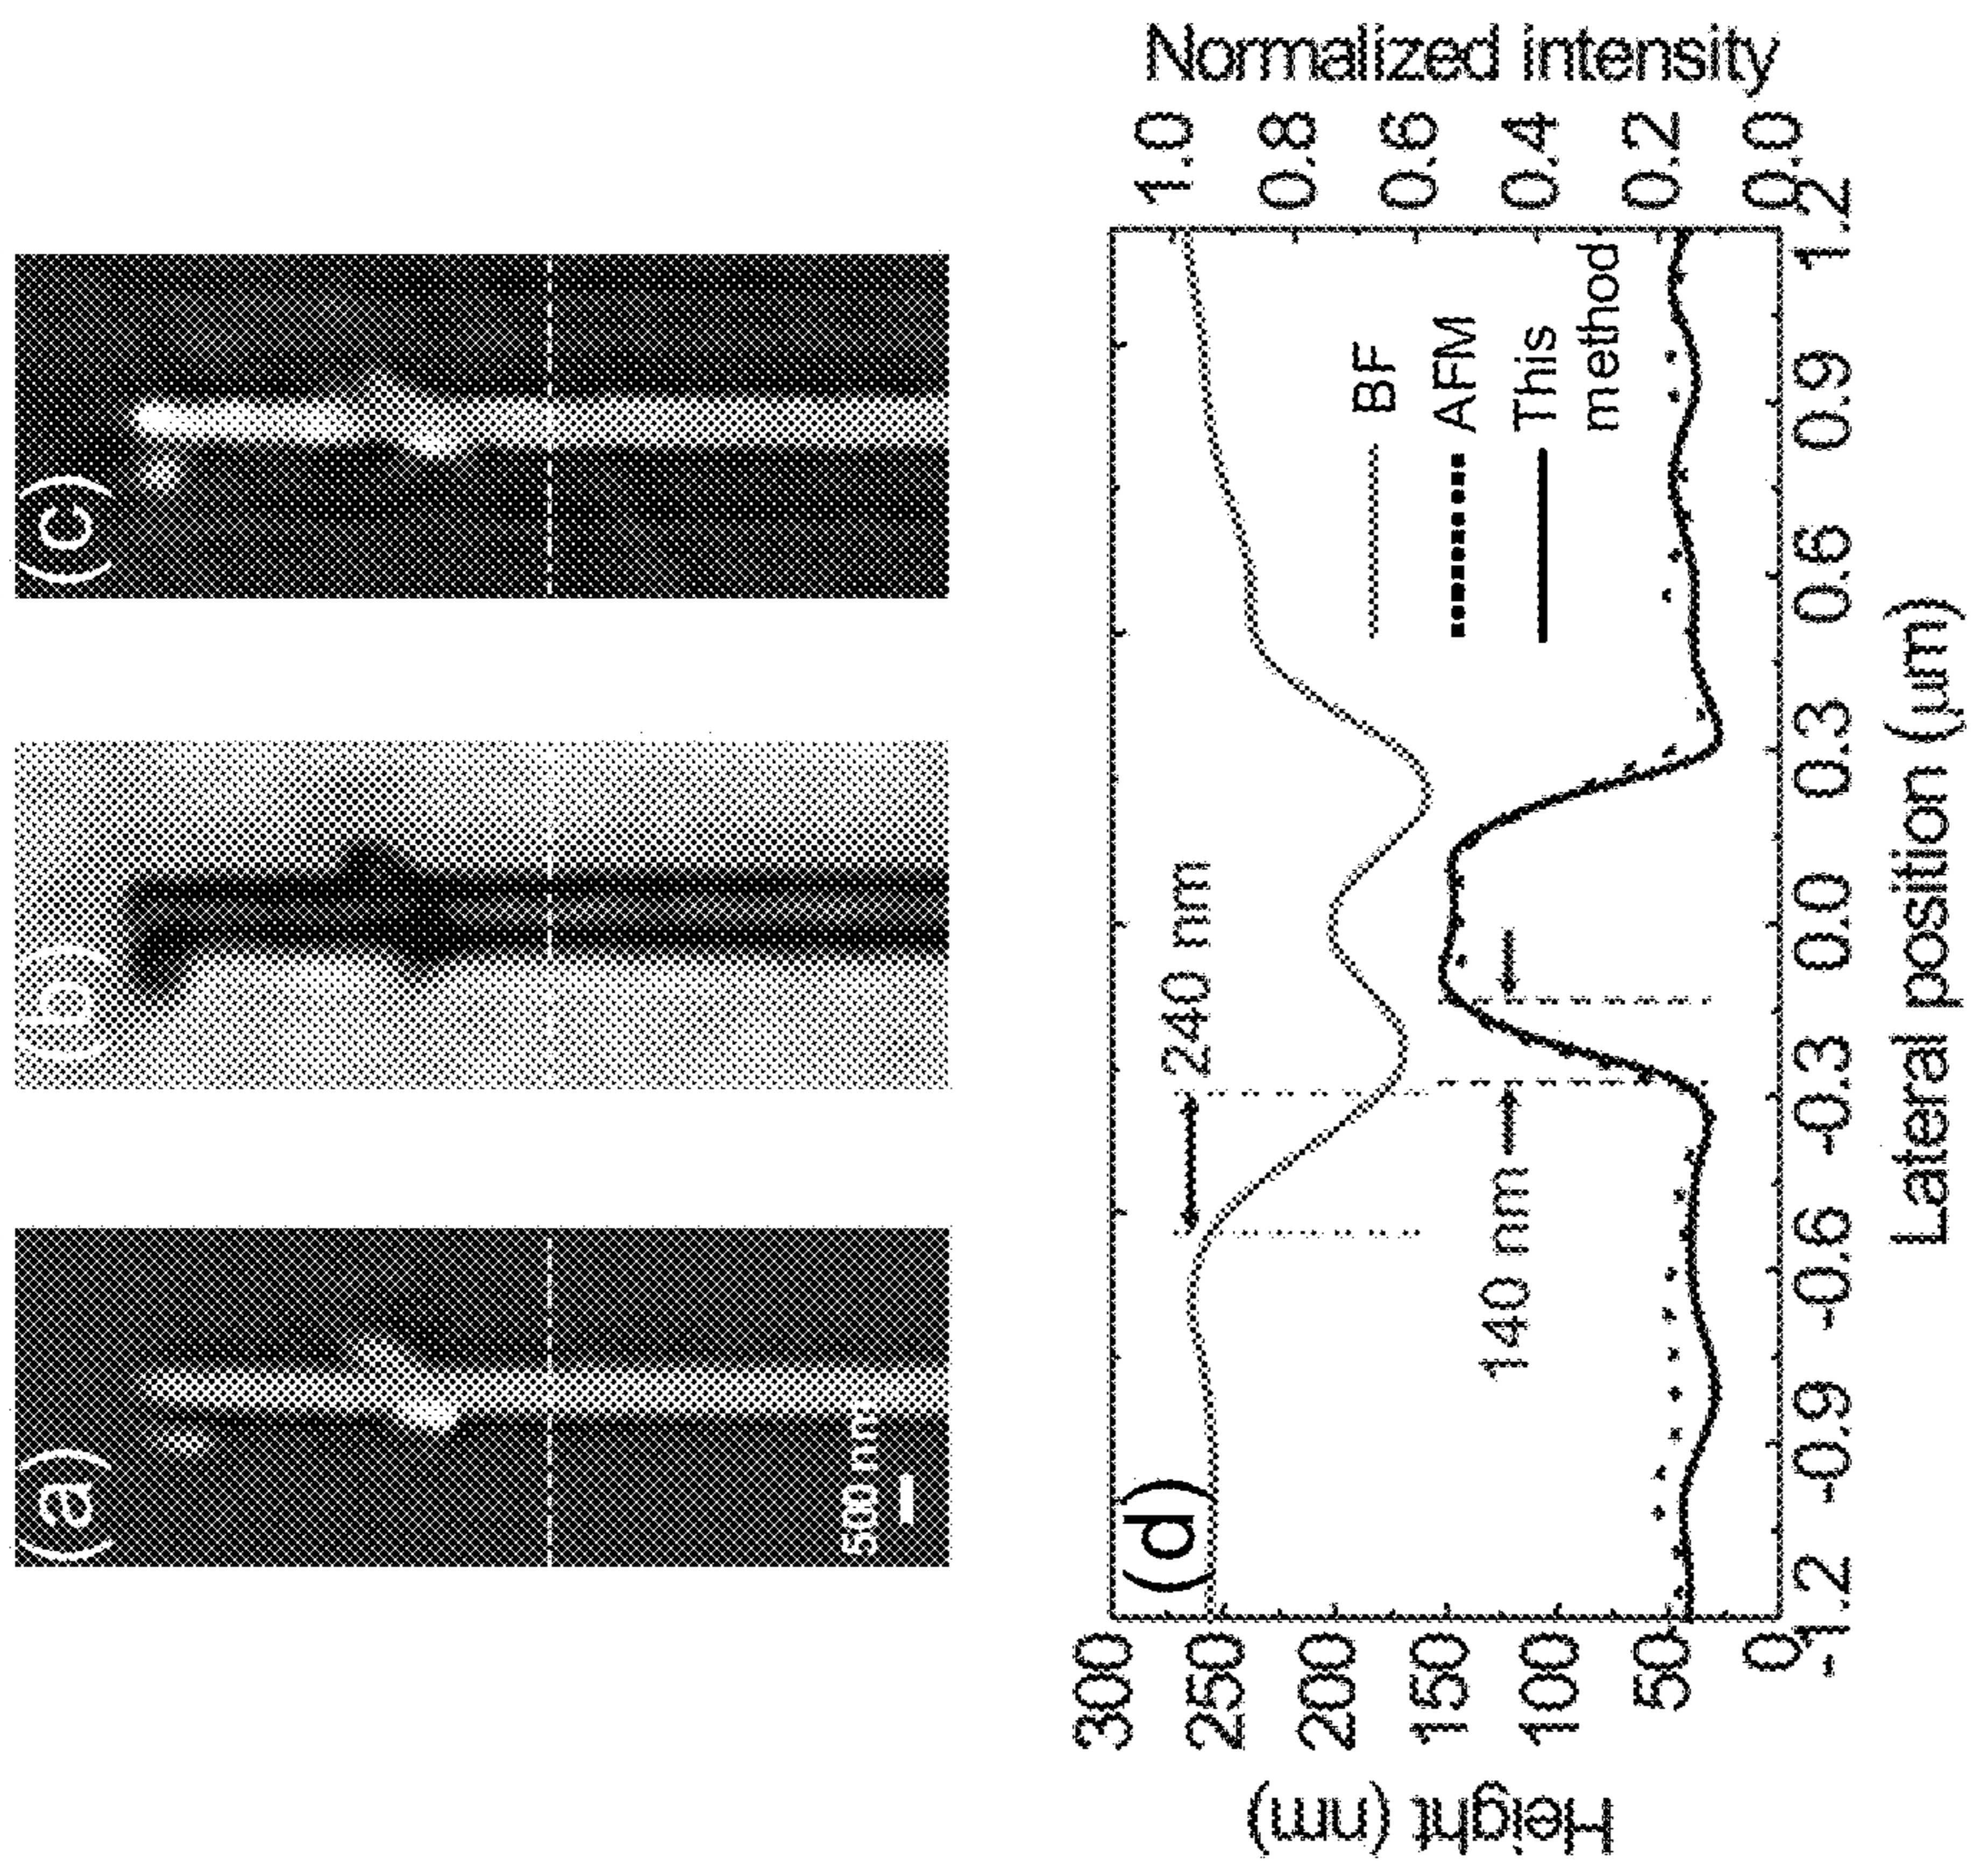 (a)
500 nm
(b)
(c)
(d)
Height (nm)
300
250
200
150
100
50
0
-1.2
-0.9
-0.6
-0.3
0.0
0.3
0.6
0.9
1.2
Lateral position (μm)
Normalized intensity
1.0
0.8
0.6
0.4
0.2
0.0
240 nm
140 nm
BF
AFM
This
method